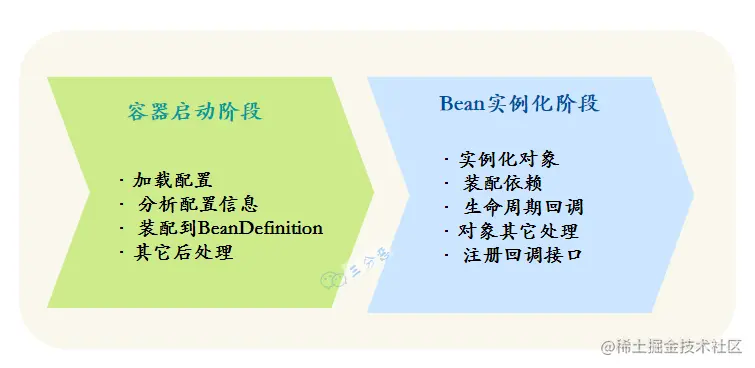 容器启动阶段
· 加载配置
· 分析配置信息
· 装配到BeanDefinition
· 其它后处理
Bean实例化阶段
· 实例化对象
· 装配依赖
· 生命周期回调
· 对象其它处理
· 注册回调接口
三分恶
@稀土掘金技术社区